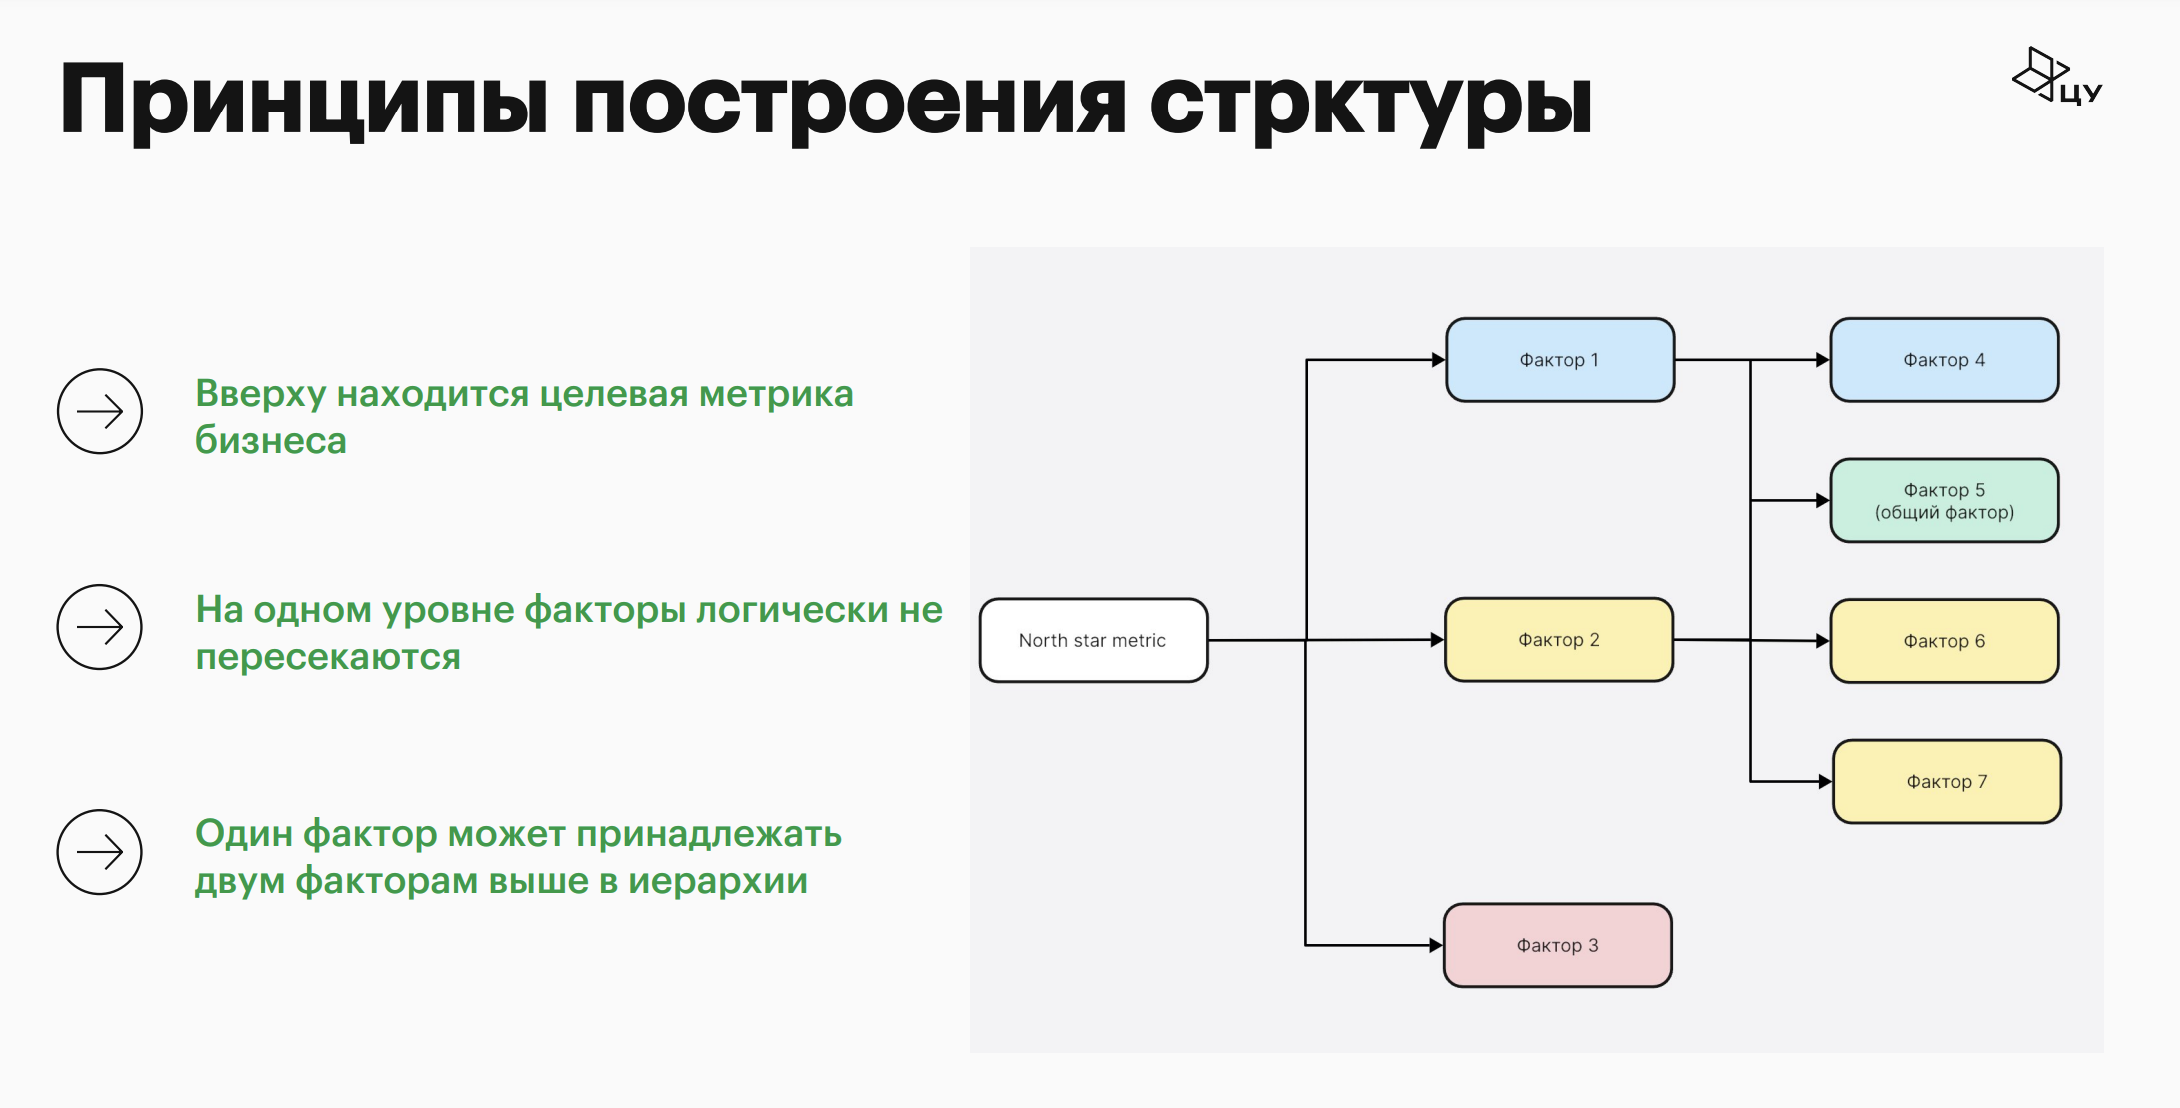 Принципы построения стрктуры
ЦУ
Вверху находится целевая метрика
бизнеса
На одном уровне факторы логически не
пересекаются
Один фактор может принадлежать
двум факторам выше в иерархии
North star metric
Фактор 1
Фактор 2
Фактор 3
Фактор 4
Фактор 5
(общий фактор)
Фактор 6
Фактор 7